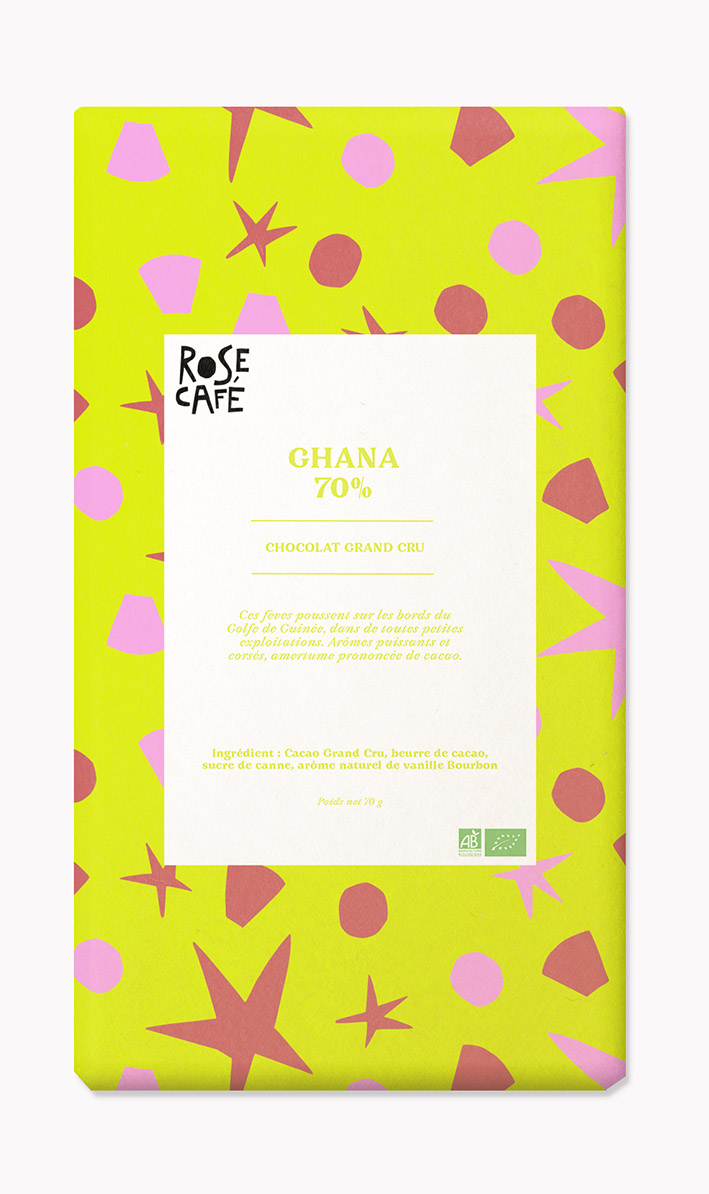 ROSE
CAFÉ
GHANA
70%
CHOCOLAT GRAND CRU
Ces fèves poussent sur les bords du
Golfe de Guinée, dans de toutes petites
exploitations. Arômes puissants et
corsés, amertume prononcée de cacao.
Ingrédient : Cacao Grand Cru, beurre de cacao,
sucre de canne, arôme naturel de vanille Bourbon
Poids net 70 g
AB